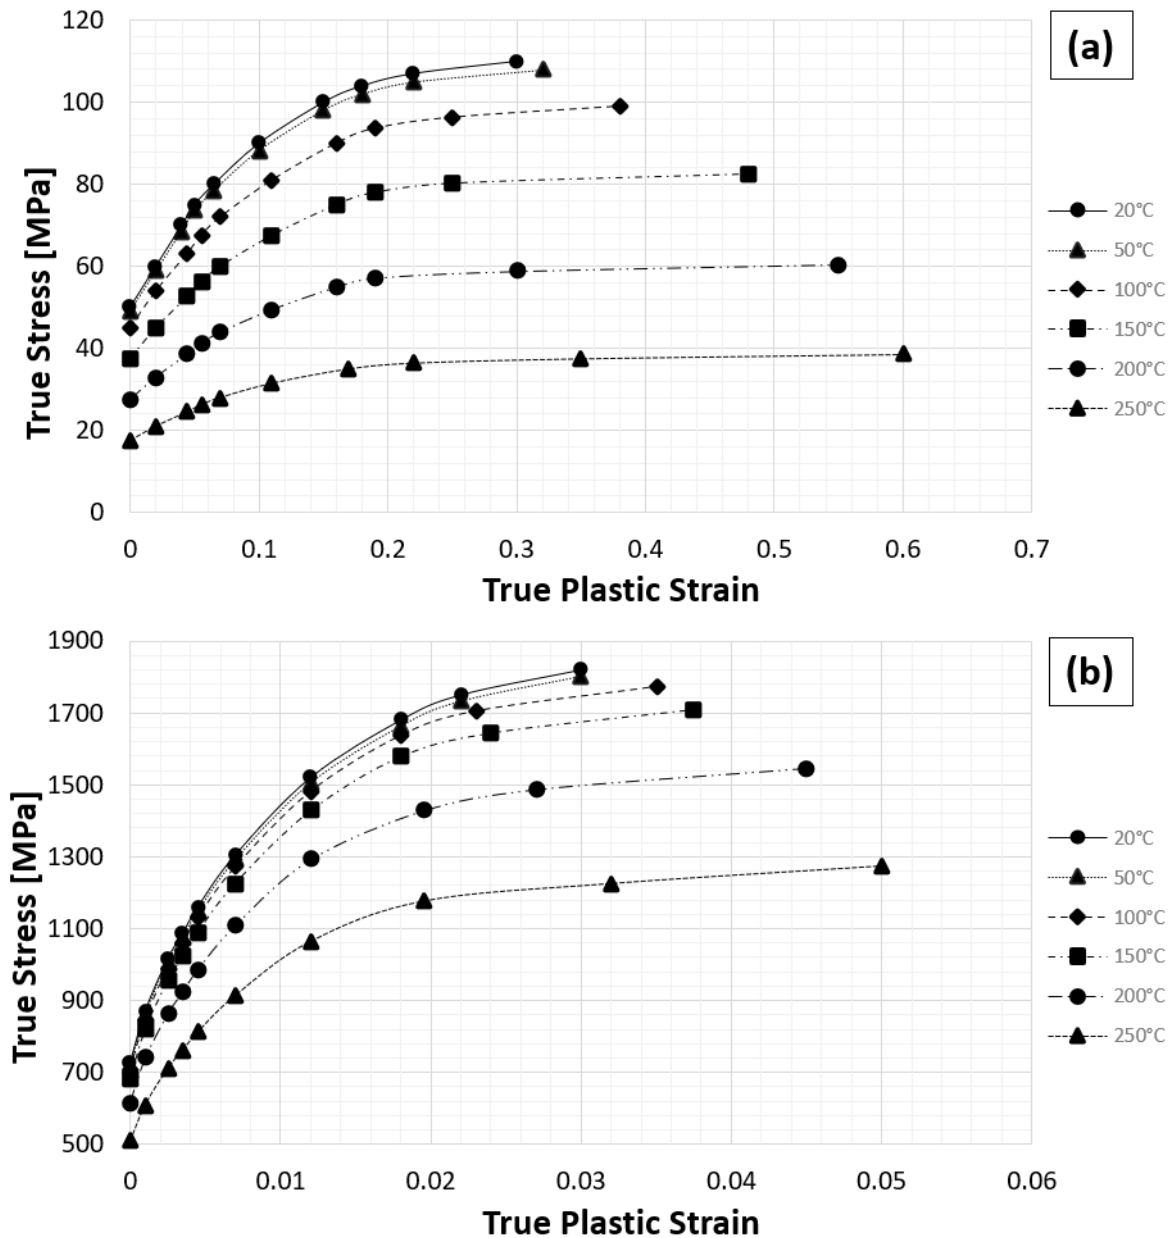 120
(a)
100
80
60
40
20
0
True Stress [MPa]
20°C
50°C
100°C
150°C
200°C
250°C
0 0.1 0.2 0.3 0.4 0.5 0.6 0.7
True Plastic Strain
1900
(b)
1700
1500
1300
1100
900
700
500
True Stress [MPa]
20°C
50°C
100°C
150°C
200°C
250°C
0 0.01 0.02 0.03 0.04 0.05 0.06
True Plastic Strain